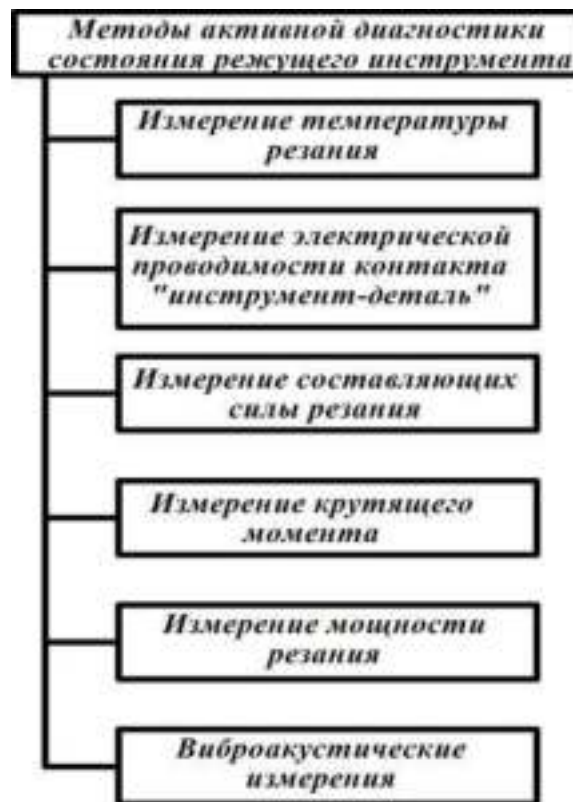 Методы активной диагностики
состояния режущего инструмента
Измерение температуры
резания
Измерение электрической
проводимости контакта
"инструмент-деталь"
Измерение составляющих
силы резания
Измерение крутящего
момента
Измерение мощности
резания
Виброакустические
измерения